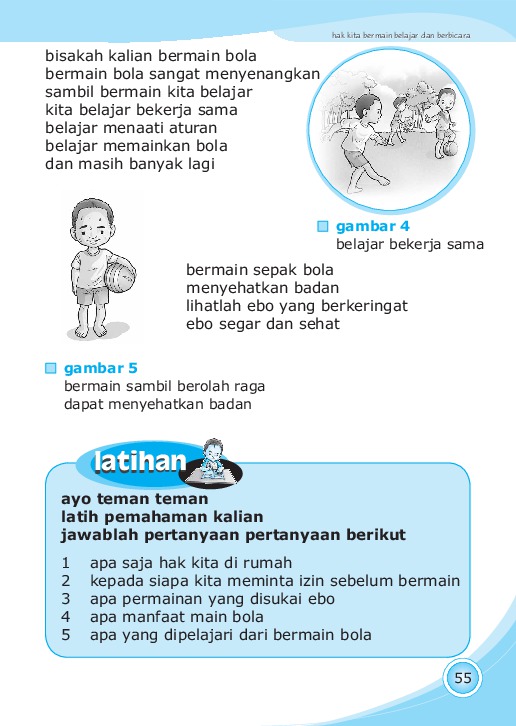 hak kita bermain belajar dan berbicara
bisakah kalian bermain bola
bermain bola sangat menyenangkan
sambil bermain kita belajar
kita belajar bekerja sama
belajar menaati aturan
belajar memainkan bola
dan masih banyak lagi
gambar 4
belajar bekerja sama
bermain sepak bola
menyehatkan badan
lihatlah ebo yang berkeringat
ebo segar dan sehat
gambar 5
bermain sambil berolah raga
dapat menyehatkan badan
latihan
ayo teman teman
latih pemahaman kalian
jawablah pertanyaan pertanyaan berikut
1 apa saja hak kita di rumah
2 kepada siapa kita meminta izin sebelum bermain
3 apa permainan yang disukai ebo
4 apa manfaat main bola
5 apa yang dipelajari dari bermain bola
55